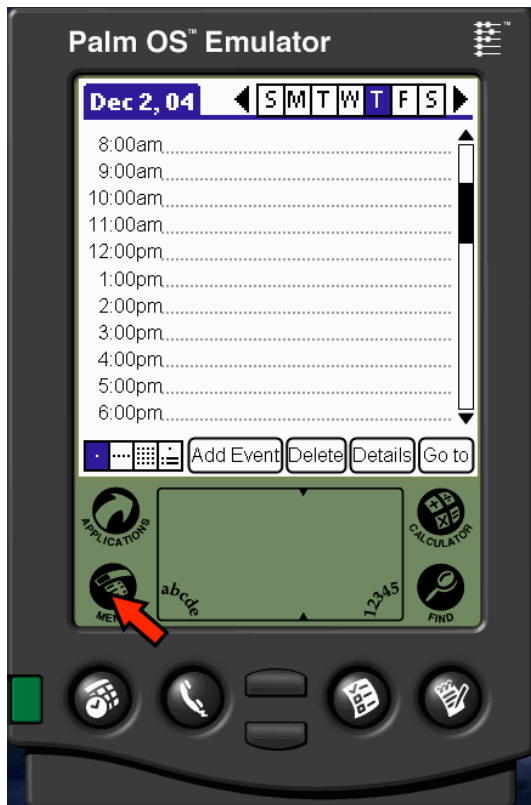 Palm OS™ Emulator
Dec 2, 04 S M T W T F S
8:00am
9:00am
10:00am
11:00am
12:00pm
1:00pm
2:00pm
3:00pm
4:00pm
5:00pm
6:00pm
Add Event Delete Details Go to
APPLICATIONS
CALCULATOR
abcde
12345
FIND